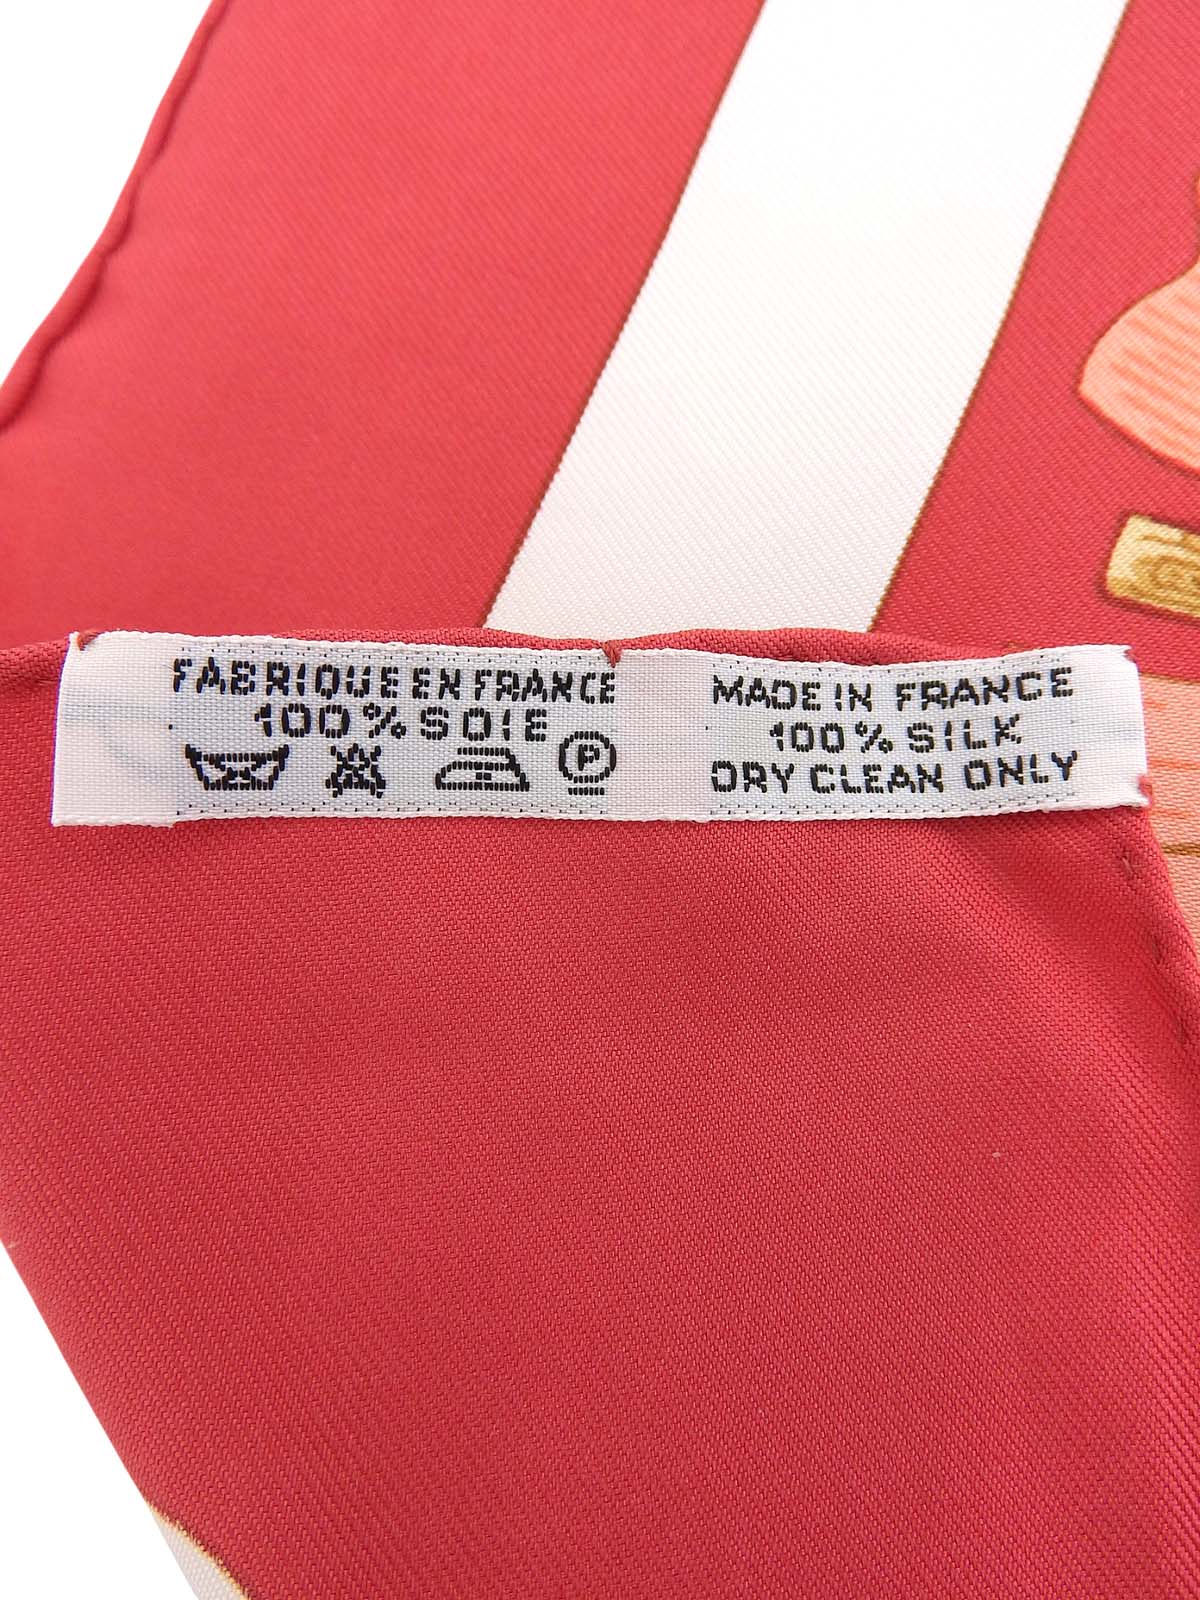 FABRIQUE EN FRANCE
100% SOIE
P
MADE IN FRANCE
100% SILK
DRY CLEAN ONLY